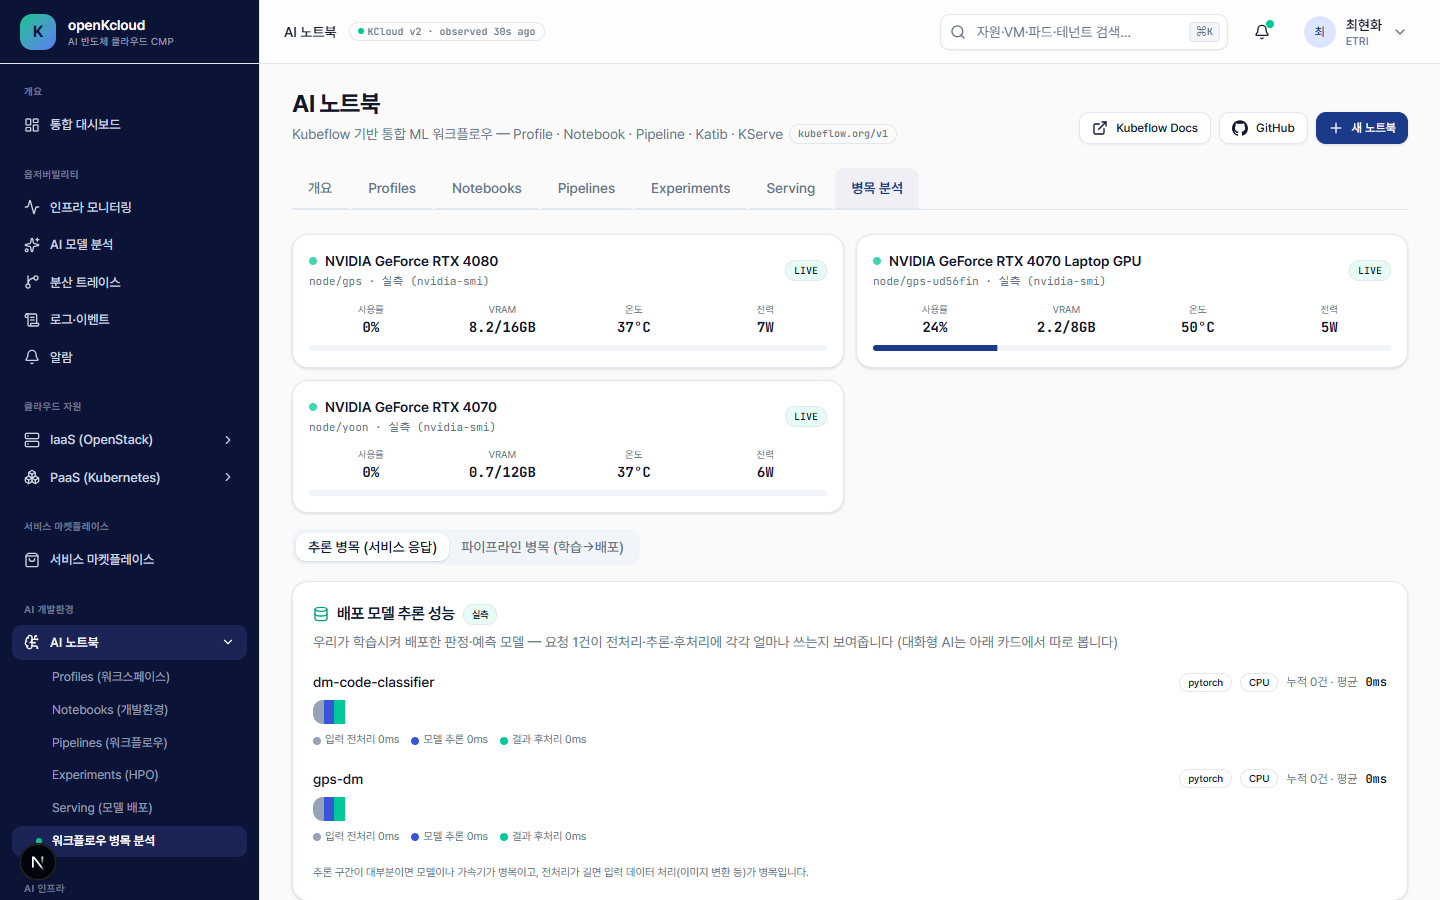 K
openKcloud
AI 반도체 클라우드 CMP
개요
통합 대시보드
옵저버빌리티
인프라 모니터링
AI 모델 분석
분산 트레이스
로그·이벤트
알람
클라우드 자원
IaaS (OpenStack)
PaaS (Kubernetes)
서비스 마켓플레이스
서비스 마켓플레이스
AI 개발환경
AI 노트북
Profiles (워크스페이스)
Notebooks (개발환경)
Pipelines (워크플로우)
Experiments (HPO)
Serving (모델 배포)
워크플로우 병목 분석
N
AI 인프라
AI 노트북
KCloud v2 · observed 30s ago
자원·VM·파드·테넌트 검색...
⌘K
최
최현화
ETRI
AI 노트북
Kubeflow 기반 통합 ML 워크플로우 — Profile · Notebook · Pipeline · Katib · KServe
kubeflow.org/v1
Kubeflow Docs
GitHub
새 노트북
개요
Profiles
Notebooks
Pipelines
Experiments
Serving
병목 분석
NVIDIA GeForce RTX 4080
node/gps · 실측 (nvidia-smi)
LIVE
사용률
VRAM
온도
전력
0%
8.2/16GB
37°C
7W
NVIDIA GeForce RTX 4070 Laptop GPU
node/gps-ud56fin · 실측 (nvidia-smi)
LIVE
사용률
VRAM
온도
전력
24%
2.2/8GB
50°C
5W
NVIDIA GeForce RTX 4070
node/yoon · 실측 (nvidia-smi)
LIVE
사용률
VRAM
온도
전력
0%
0.7/12GB
37°C
6W
추론 병목 (서비스 응답)
파이프라인 병목 (학습→배포)
배포 모델 추론 성능
실측
우리가 학습시켜 배포한 판정·예측 모델 — 요청 1건이 전처리·추론·후처리에 각각 얼마나 쓰는지 보여줍니다 (대화형 AI는 아래 카드에서 따로 봅니다)
dm-code-classifier
pytorch
CPU
누적 0건 · 평균 0ms
입력 전처리 0ms
모델 추론 0ms
결과 후처리 0ms
gps-dm
pytorch
CPU
누적 0건 · 평균 0ms
입력 전처리 0ms
모델 추론 0ms
결과 후처리 0ms
추론 구간이 대부분이면 모델이나 가속기가 병목이고, 전처리가 길면 입력 데이터 처리(이미지 변환 등)가 병목입니다.